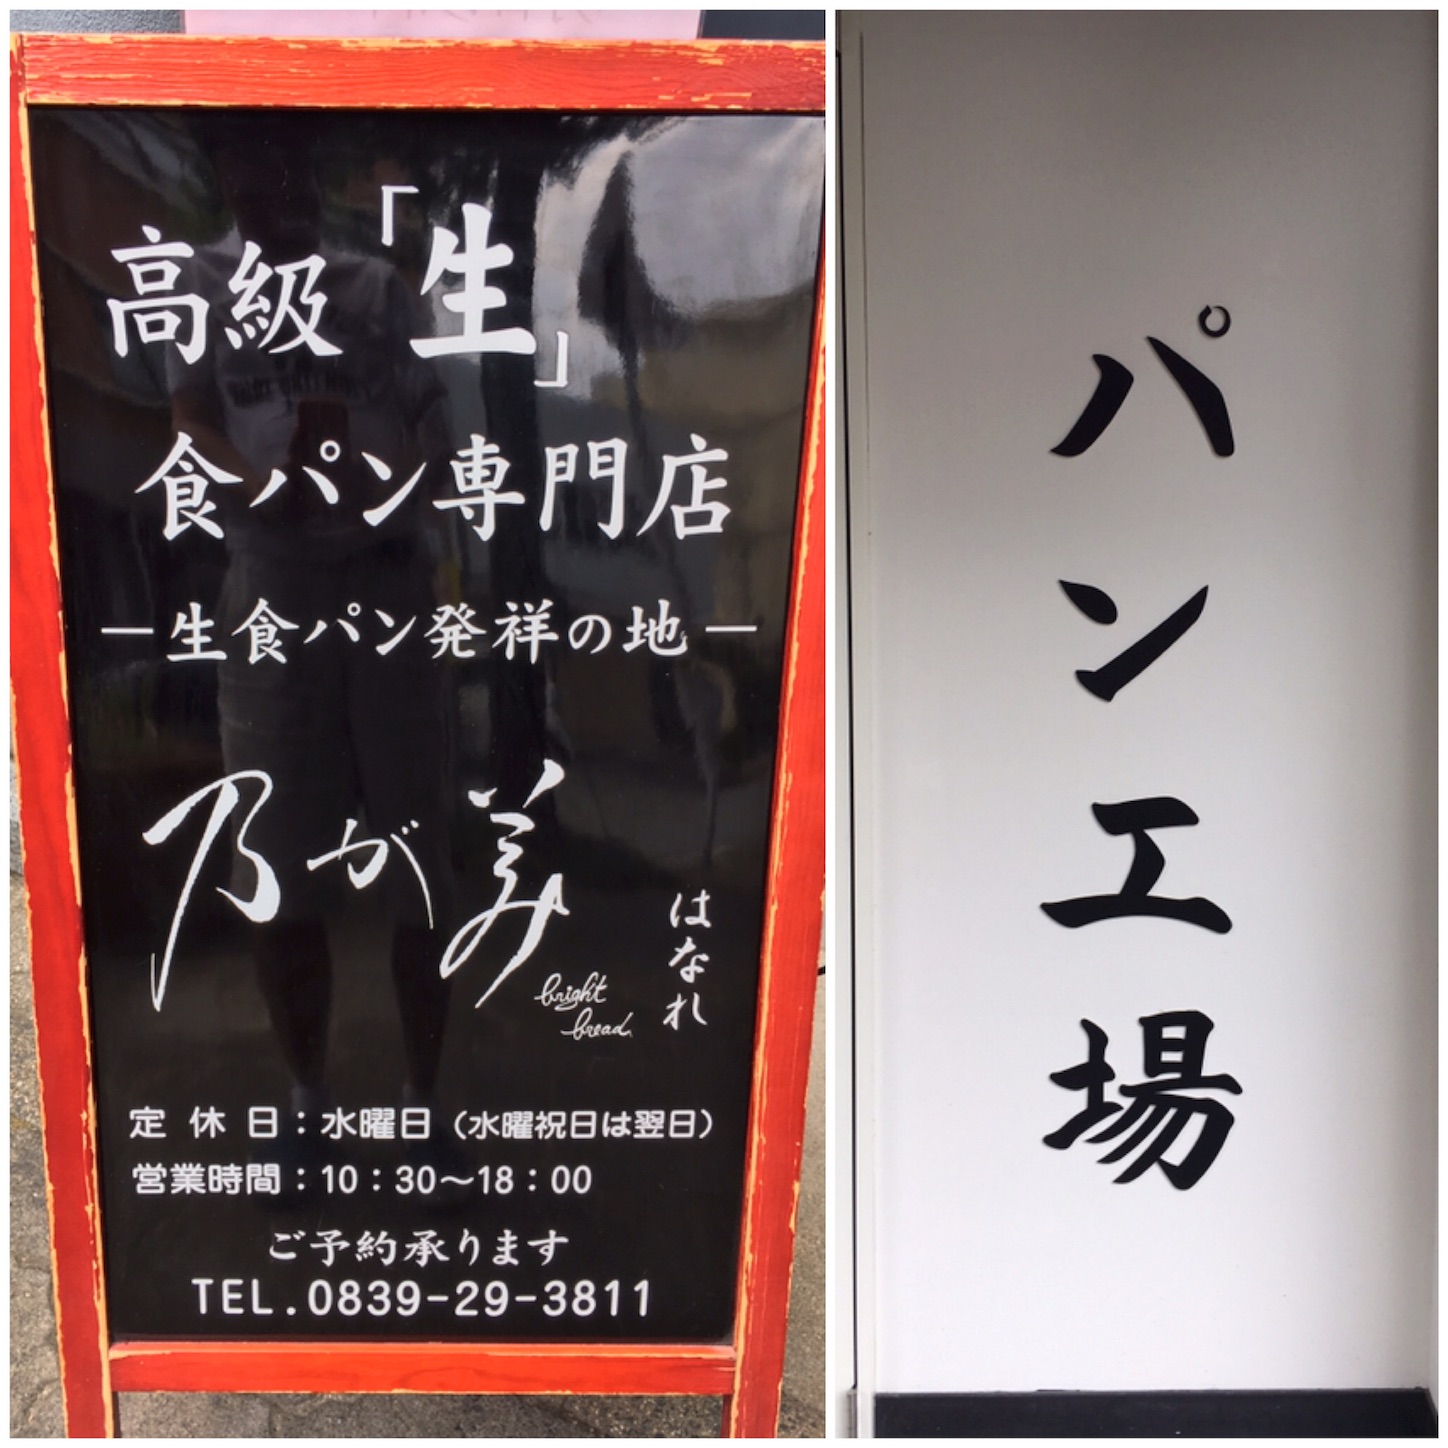 高級「生」
食パン専門店
—生食パン発祥の地—
乃が美
はなれ
bright
bread
定休日：水曜日（水曜祝日は翌日）
営業時間：10：30〜18：00
ご予約承ります
TEL.0839-29-3811
パン工場